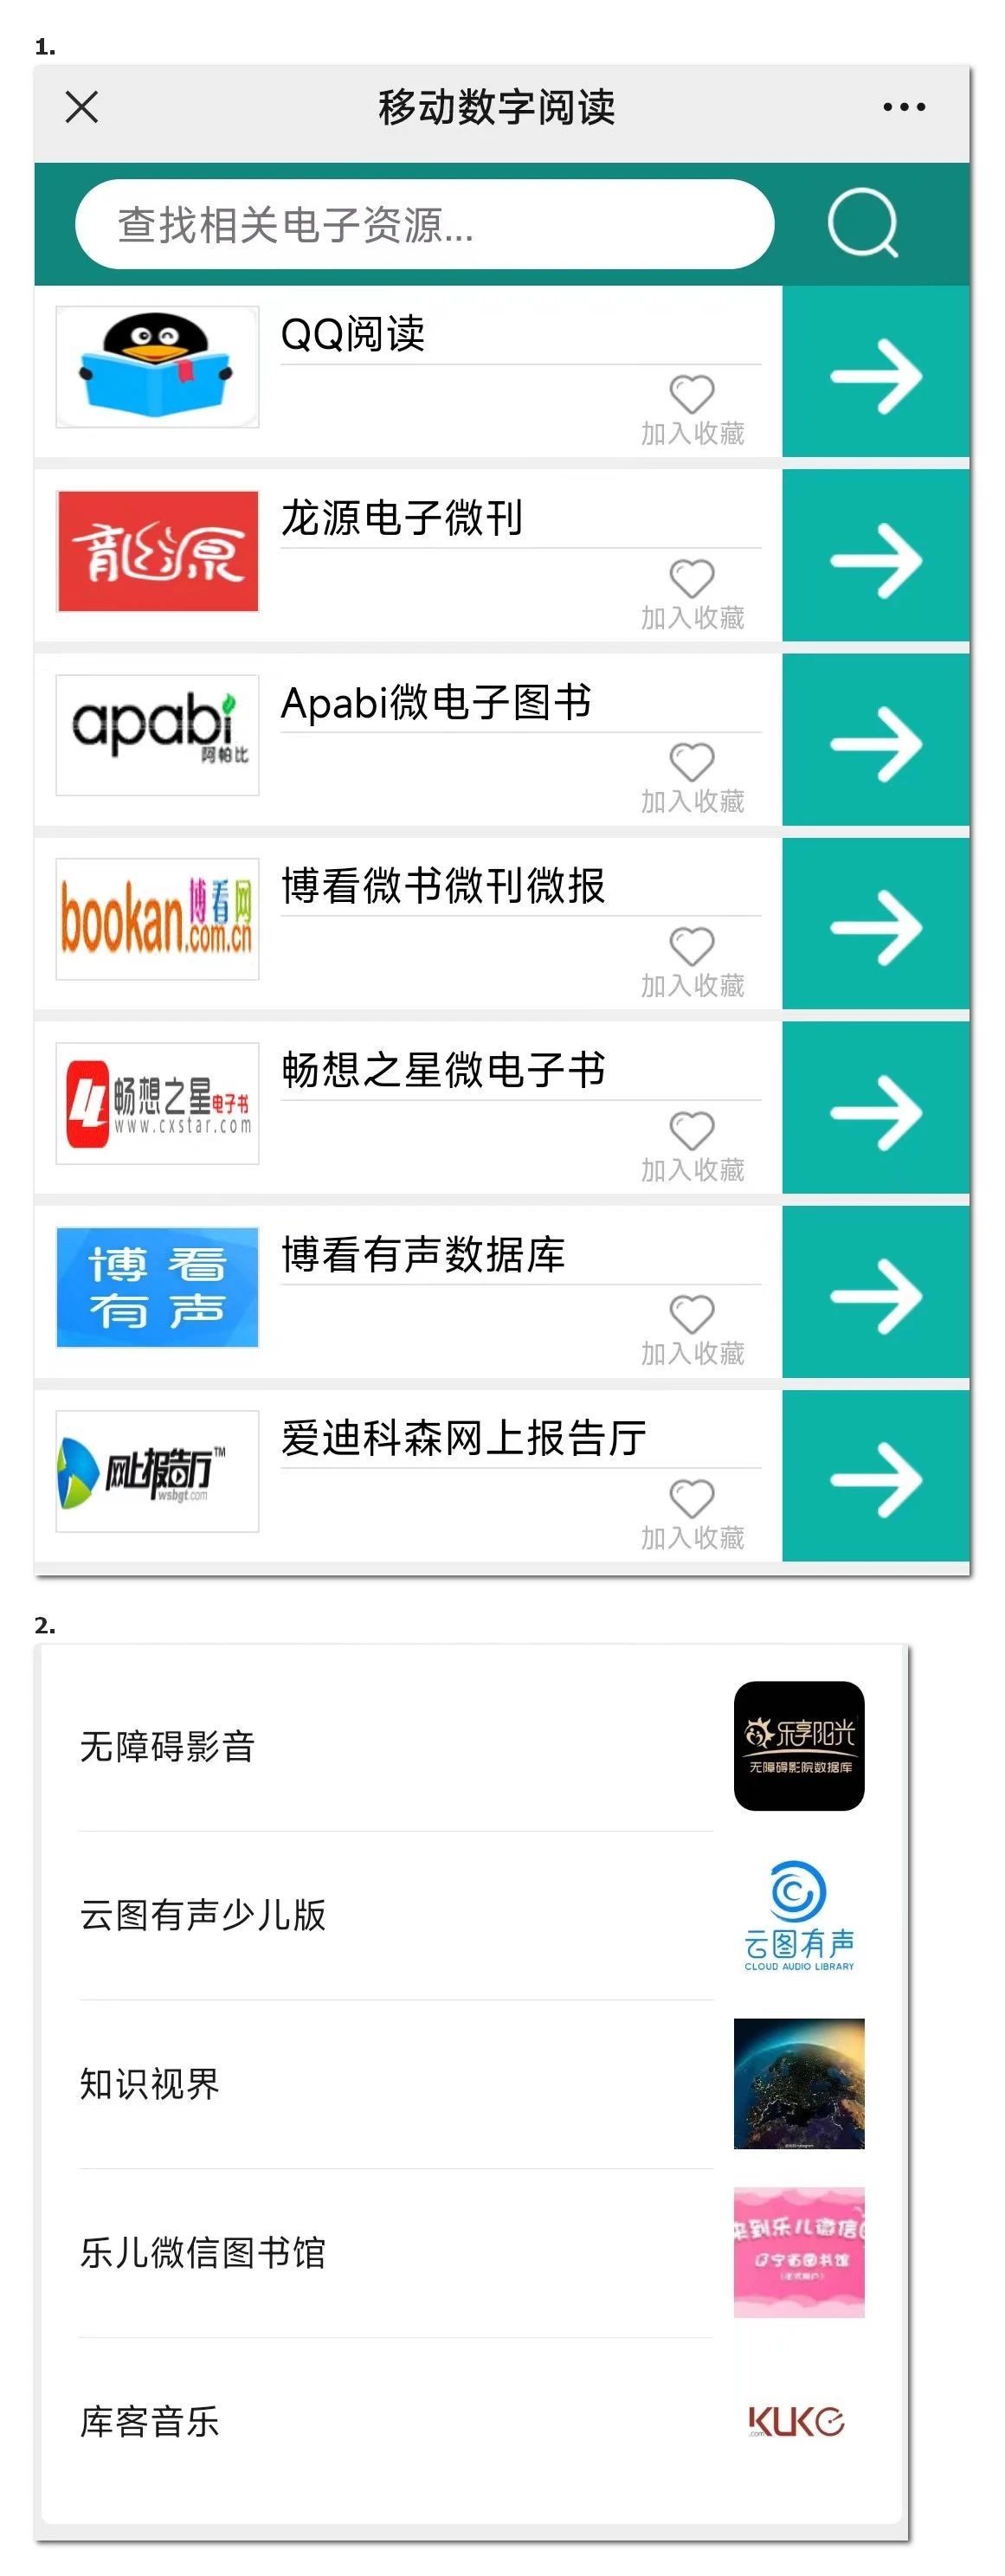 1.
移动数字阅读
查找相关电子资源...
QQ阅读
加入收藏
龍源
龙源电子微刊
加入收藏
apabi
阿帕比
Apabi微电子图书
加入收藏
bookan.com.cn
博看网
博看微书微刊微报
加入收藏
畅想之星电子书
www.cxstar.com
畅想之星微电子书
加入收藏
博看
有声
博看有声数据库
加入收藏
网上报告厅™
wsbgt.com
爱迪科森网上报告厅
加入收藏
2.
无障碍影音
乐享阳光
无障碍影院数据库
云图有声少儿版
云图有声
CLOUD AUDIO LIBRARY
知识视界
乐儿微信图书馆
来到乐儿微信
辽宁省图书馆
库客音乐
KUKE
.com